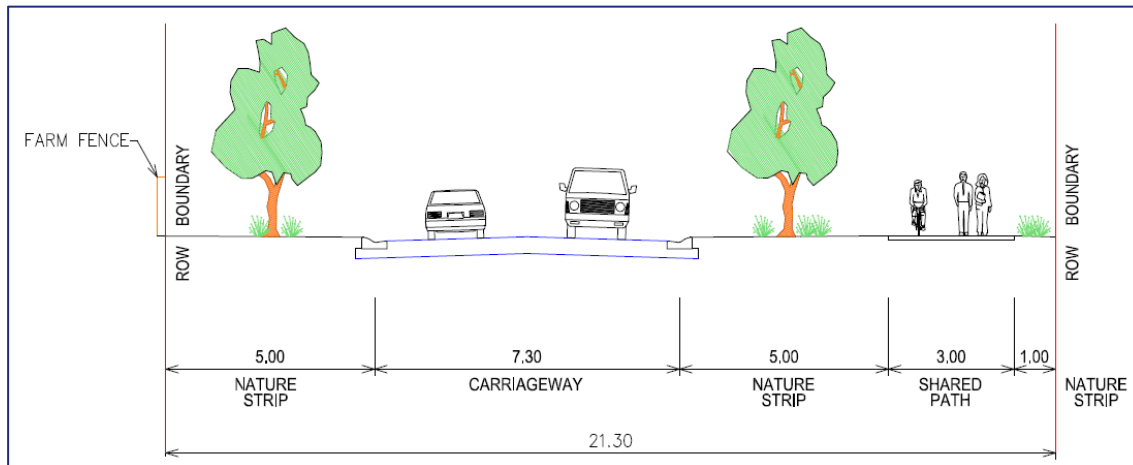 FARM FENCE
ROW BOUNDARY
ROW BOUNDARY
5.00
NATURE
STRIP
7.30
CARRIAGEWAY
5.00
NATURE
STRIP
3.00
SHARED
PATH
1.00
NATURE
STRIP
21.30